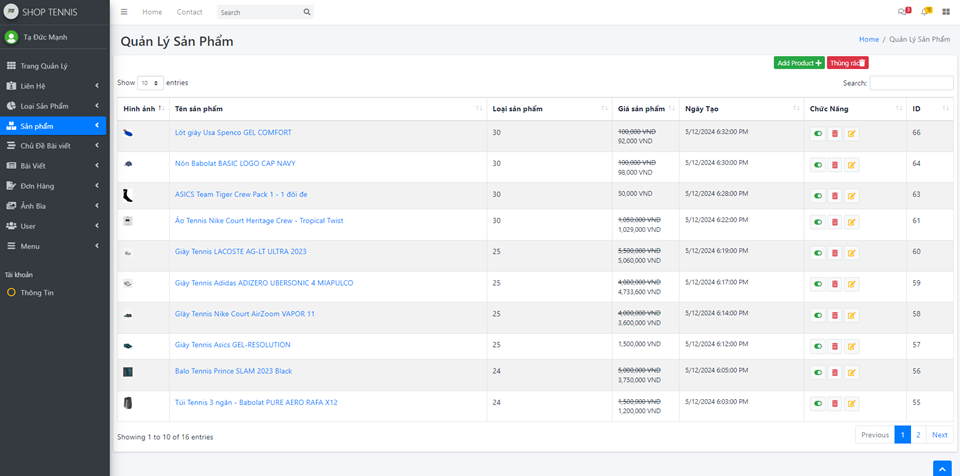 SHOP TENNIS
Home Contact Search
3 15
Tạ Đức Mạnh
Quản Lý Sản Phẩm
Home / Quản Lý Sản Phẩm
Trang Quản Lý
Liên Hệ
Loại Sản Phẩm
Sản phẩm
Chủ Đề Bài viết
Bài Viết
Đơn Hàng
Ảnh Bìa
User
Menu
Tài khoản
Thông Tin
Add Product + Thùng rác
Show 10 entries Search:
Hình ảnh Tên sản phẩm Loại sản phẩm Giá sản phẩm Ngày Tạo Chức Năng ID
Lót giày Usa Spenco GEL COMFORT 30 100,000 VND 5/12/2024 6:32:00 PM 66
92,000 VND
Nón Babolat BASIC LOGO CAP NAVY 30 100,000 VND 5/12/2024 6:30:00 PM 64
98,000 VND
ASICS Team Tiger Crew Pack 1 - 1 đôi đe 30 50,000 VND 5/12/2024 6:28:00 PM 63
Áo Tennis Nike Court Heritage Crew - Tropical Twist 30 1,050,000 VND 5/12/2024 6:22:00 PM 61
1,029,000 VND
Giày Tennis LACOSTE AG-LT ULTRA 2023 25 5,500,000 VND 5/12/2024 6:19:00 PM 60
5,060,000 VND
Giày Tennis Adidas ADIZERO UBERSONIC 4 MIAPULCO 25 4,800,000 VND 5/12/2024 6:17:00 PM 59
4,733,600 VND
Giày Tennis Nike Court AirZoom VAPOR 11 25 4,000,000 VND 5/12/2024 6:14:00 PM 58
3,600,000 VND
Giày Tennis Asics GEL-RESOLUTION 25 1,500,000 VND 5/12/2024 6:12:00 PM 57
Balo Tennis Prince SLAM 2023 Black 24 5,000,000 VND 5/12/2024 6:05:00 PM 56
3,750,000 VND
Túi Tennis 3 ngăn - Babolat PURE AERO RAFA X12 24 1,500,000 VND 5/12/2024 6:03:00 PM 55
1,200,000 VND
Showing 1 to 10 of 16 entries Previous 1 2 Next